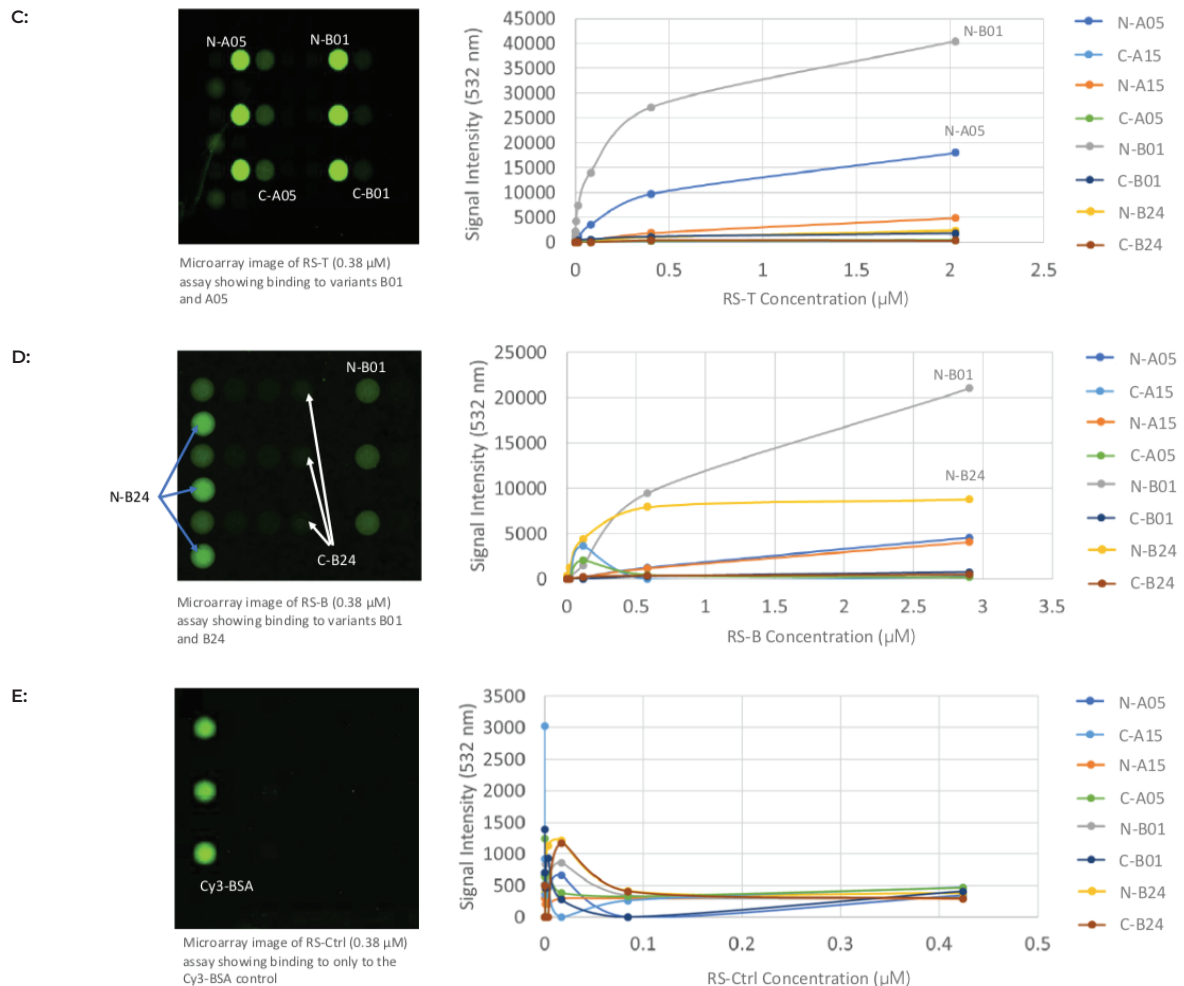 C:
N-A05
N-B01
C-A05
C-B01
Microarray image of RS-T (0.38 µM)
assay showing binding to variants B01
and A05
Signal Intensity (532 nm)
45000
40000
35000
30000
25000
20000
15000
10000
5000
0
N-B01
N-A05
0
0.5
1
1.5
2
2.5
RS-T Concentration (µM)
N-A05
C-A15
N-A15
C-A05
N-B01
C-B01
N-B24
C-B24
D:
N-B01
N-B24
C-B24
Microarray image of RS-B (0.38 µM)
assay showing binding to variants B01
and B24
Signal Intensity (532 nm)
25000
20000
15000
10000
5000
0
N-B01
N-B24
0
0.5
1
1.5
2
2.5
3
3.5
RS-B Concentration (µM)
N-A05
C-A15
N-A15
C-A05
N-B01
C-B01
N-B24
C-B24
E:
Cy3-BSA
Microarray image of RS-Ctrl (0.38 µM)
assay showing binding to only to the
Cy3-BSA control
Signal Intensity (532 nm)
3500
3000
2500
2000
1500
1000
500
0
0
0.1
0.2
0.3
0.4
0.5
RS-Ctrl Concentration (µM)
N-A05
C-A15
N-A15
C-A05
N-B01
C-B01
N-B24
C-B24